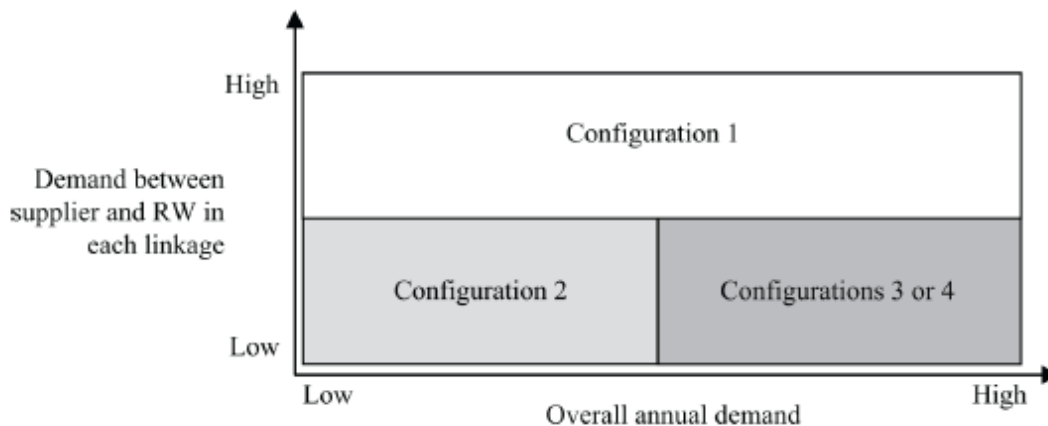 High
Configuration 1
Demand between
supplier and RW in
each linkage
Configuration 2
Configurations 3 or 4
Low
Low
High
Overall annual demand